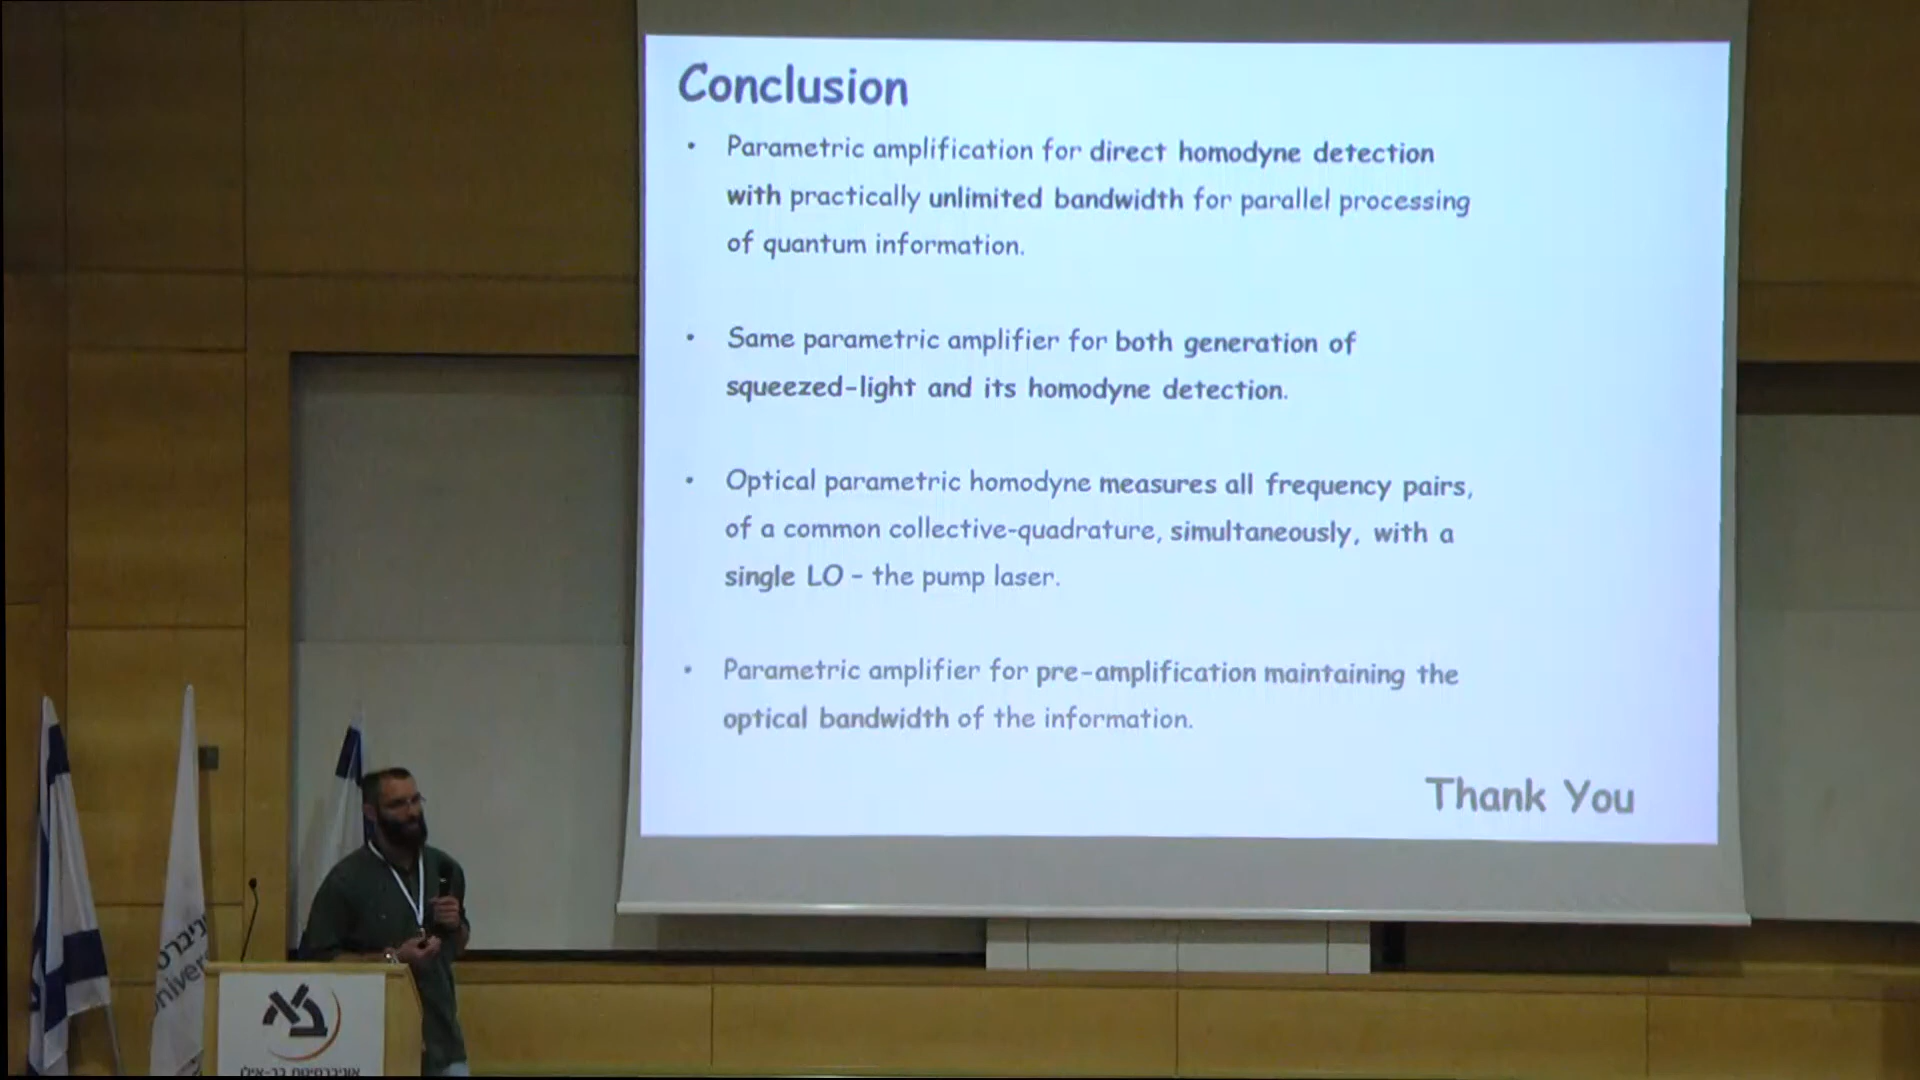 Conclusion
• Parametric amplification for direct homodyne detection
with practically unlimited bandwidth for parallel processing
of quantum information.
• Same parametric amplifier for both generation of
squeezed-light and its homodyne detection.
• Optical parametric homodyne measures all frequency pairs,
of a common collective-quadrature, simultaneously, with a
single LO - the pump laser.
• Parametric amplifier for pre-amplification maintaining the
optical bandwidth of the information.
Thank You
אוניברסיטת בר-אילן